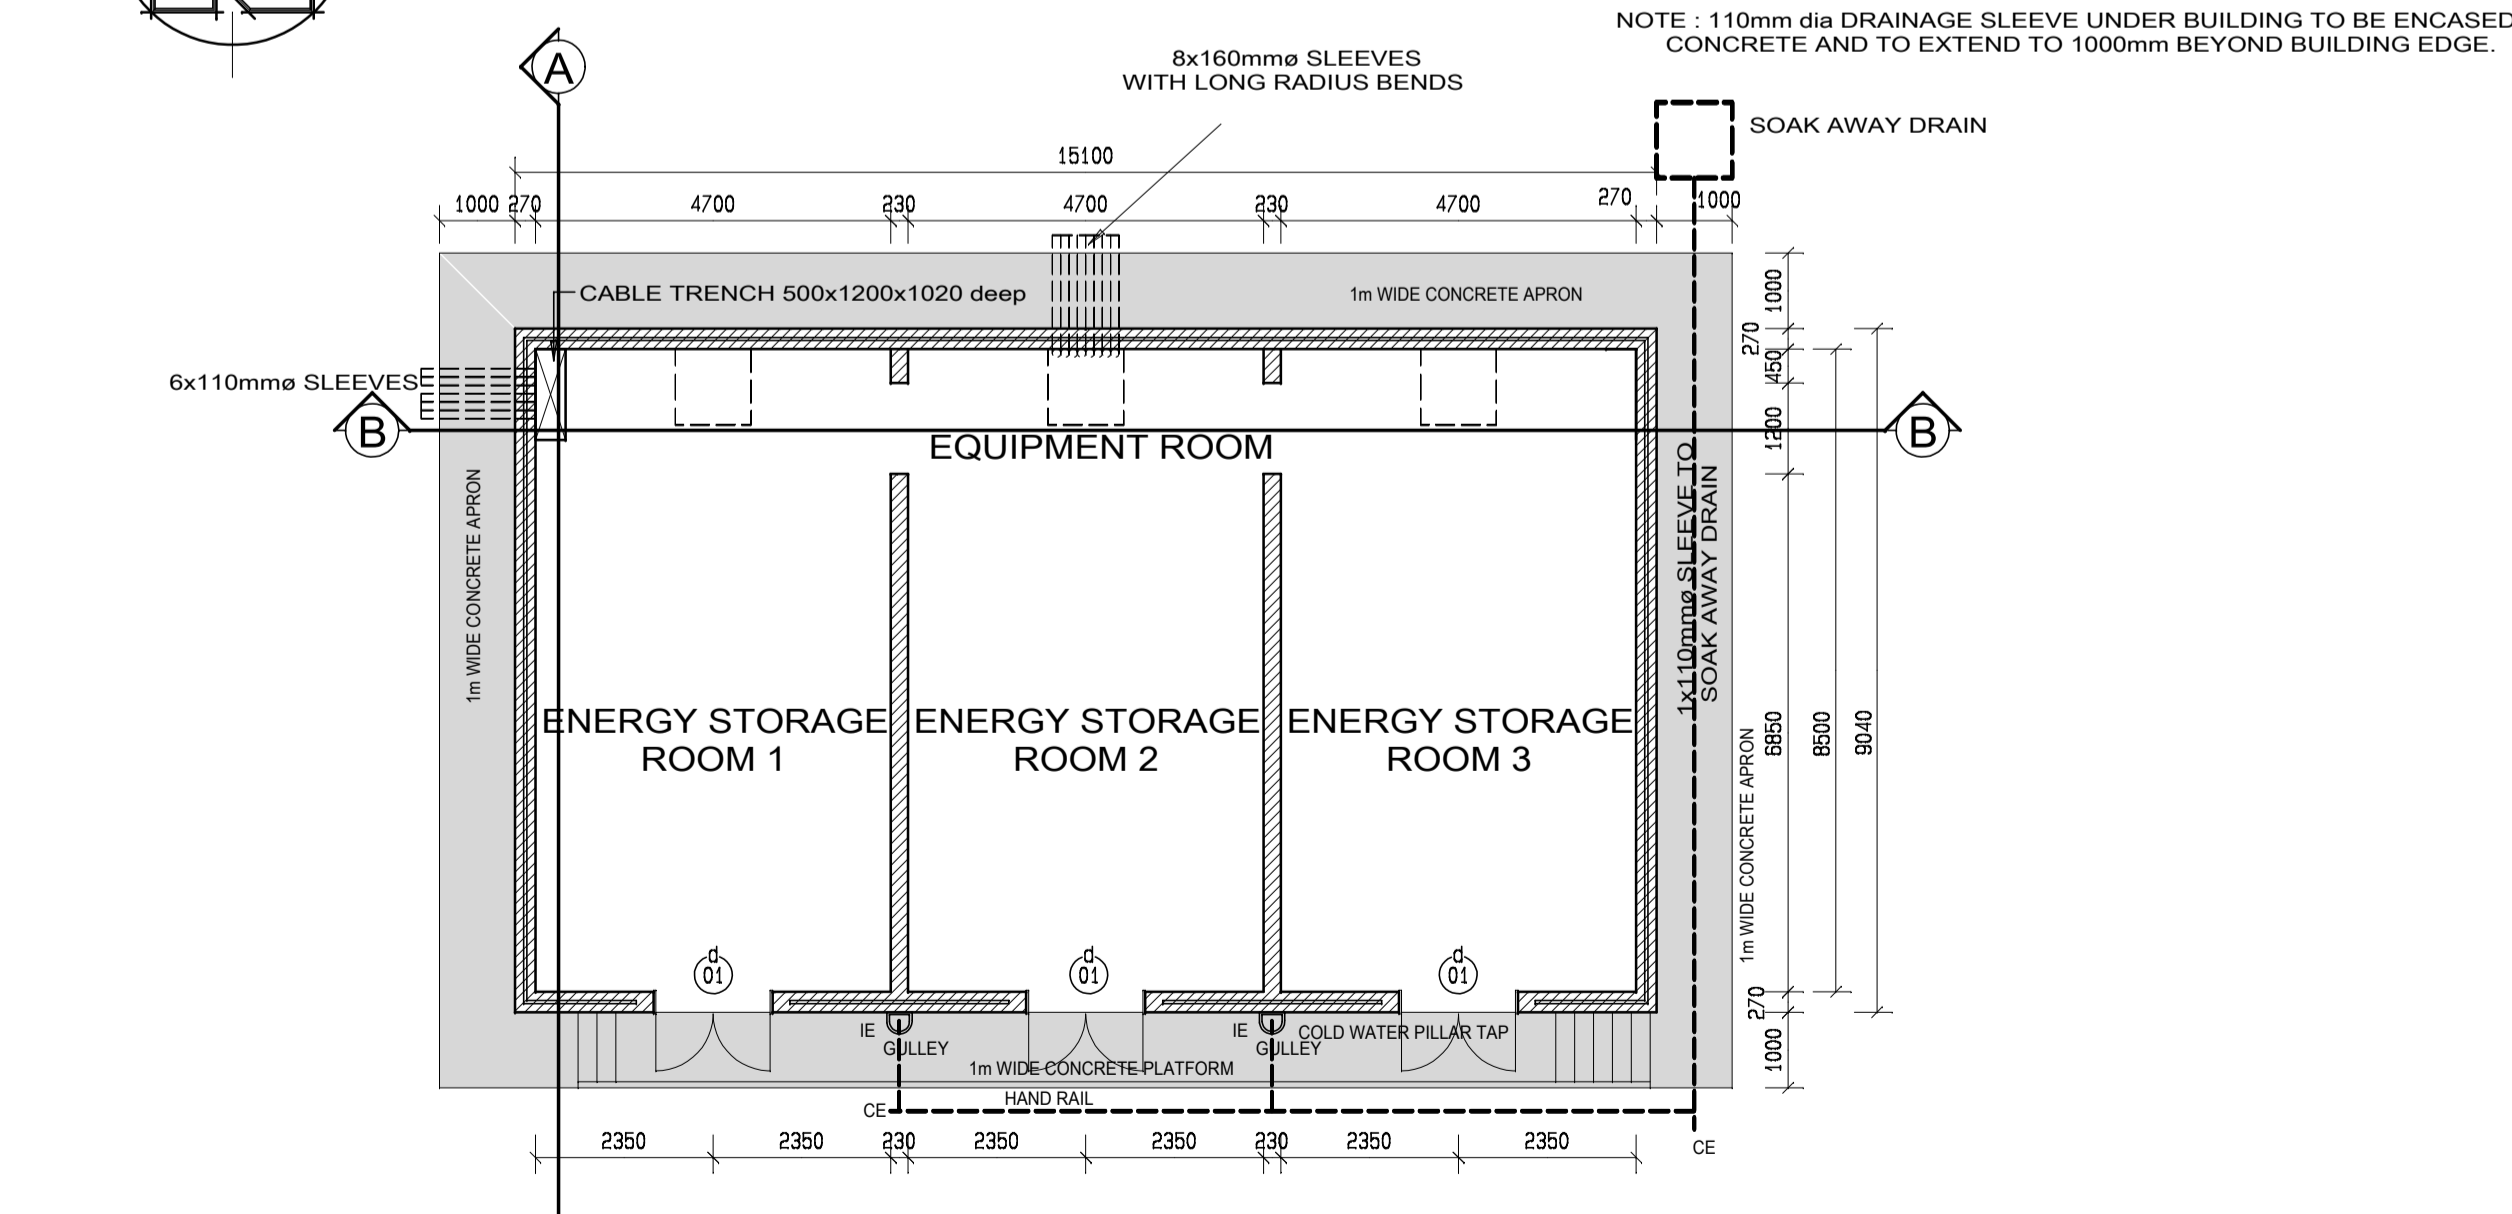 NOTE : 110mm dia DRAINAGE SLEEVE UNDER BUILDING TO BE ENCASED
CONCRETE AND TO EXTEND TO 1000mm BEYOND BUILDING EDGE.
A
8x160mmø SLEEVES
WITH LONG RADIUS BENDS
SOAK AWAY DRAIN
15100
1000 270 4700 230 4700 230 4700 270 1000
CABLE TRENCH 500x1200x1020 deep
1m WIDE CONCRETE APRON
1000
270
450
1200
6x110mmø SLEEVES
B
B
EQUIPMENT ROOM
1m WIDE CONCRETE APRON
1x110mmø SLEEVE TO
SOAK AWAY DRAIN
ENERGY STORAGE
ROOM 1
ENERGY STORAGE
ROOM 2
ENERGY STORAGE
ROOM 3
1m WIDE CONCRETE APRON
6850
8500
9040
d
01
d
01
d
01
270
1000
IE
GULLEY
IE
GULLEY
COLD WATER PILLAR TAP
1m WIDE CONCRETE PLATFORM
HAND RAIL
CE
CE
2350 2350 230 2350 2350 230 2350 2350